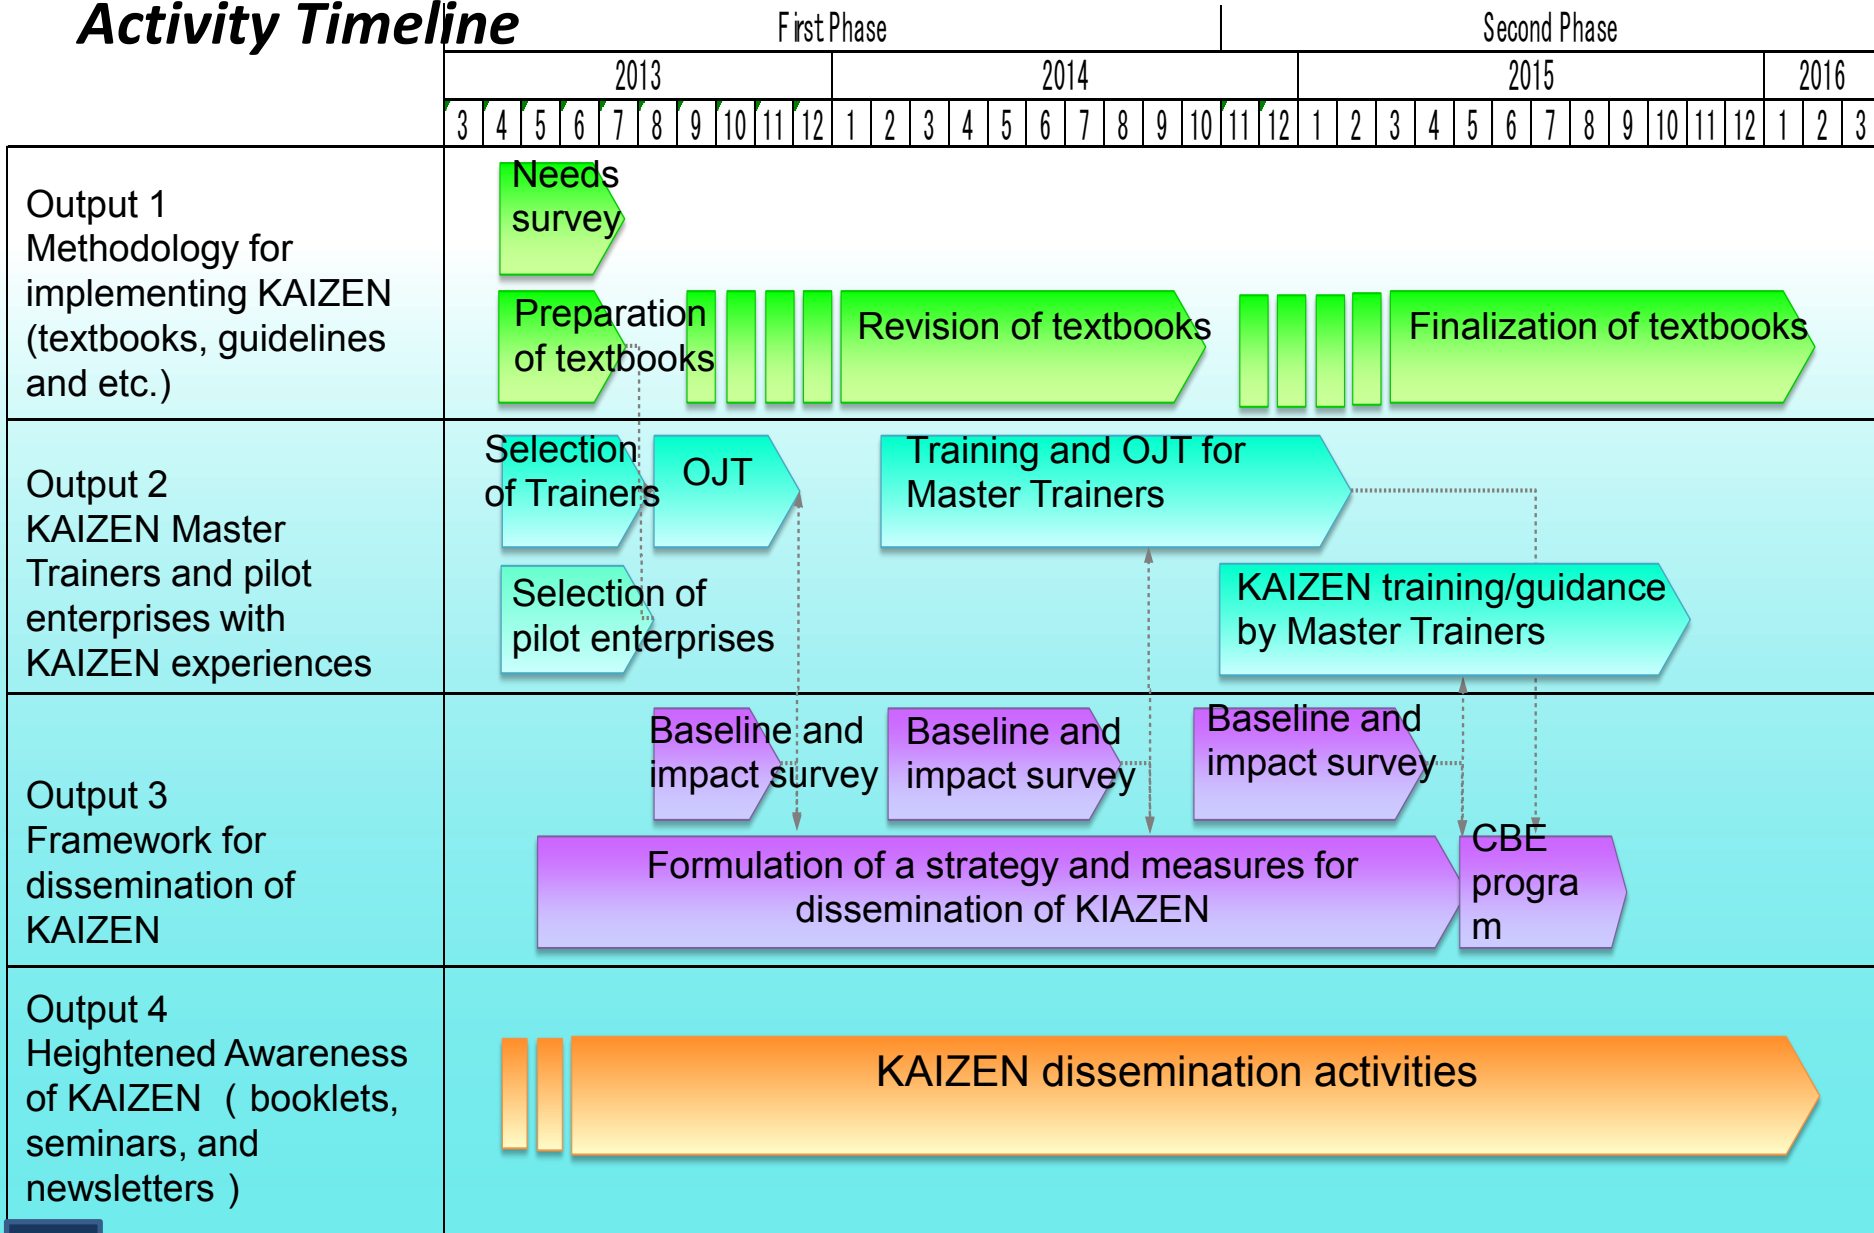 Activity Timeline
First Phase
Second Phase
2013
2014
2015
2016
3 4 5 6 7 8 9 10 11 12 1 2 3 4 5 6 7 8 9 10 11 12 1 2 3 4 5 6 7 8 9 10 11 12 1 2 3
Output 1
Methodology for
implementing KAIZEN
(textbooks, guidelines
and etc.)
Needs
survey
Preparation
of textbooks
Revision of textbooks
Finalization of textbooks
Output 2
KAIZEN Master
Trainers and pilot
enterprises with
KAIZEN experiences
Selection
of Trainers
OJT
Training and OJT for
Master Trainers
Selection of
pilot enterprises
KAIZEN training/guidance
by Master Trainers
Output 3
Framework for
dissemination of
KAIZEN
Baseline and
impact survey
Baseline and
impact survey
Baseline and
impact survey
Formulation of a strategy and measures for
dissemination of KIAZEN
CBE
progra
m
Output 4
Heightened Awareness
of KAIZEN （ booklets,
seminars, and
newsletters ）
KAIZEN dissemination activities